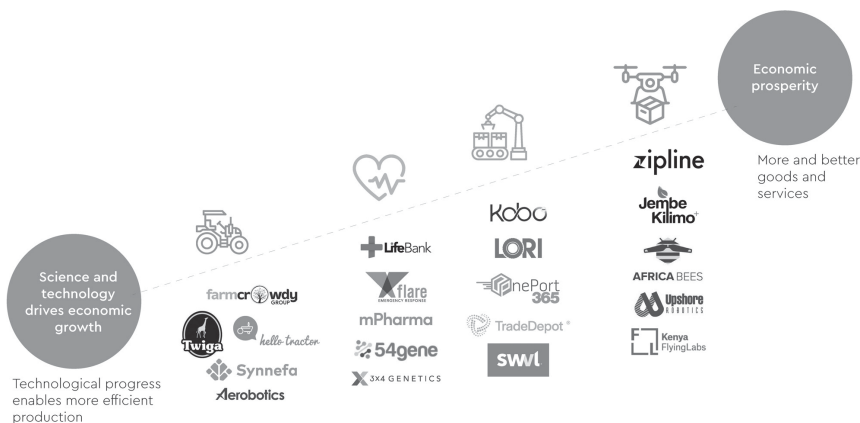 Science and
technology
drives economic
growth
Technological progress
enables more efficient
production
farmcrowdy
GROUP
Twiga
hello tractor
Synnefa
Aerobotics
LifeBank
flare
EMERGENCY RESPONSE
mPharma
54gene
X 3X4 GENETICS
Kobo
LORI
OnePort
365
TradeDepot
swvl
zipline
Jembe
Kilimo+
AFRICA BEES
Upshore
ROBOTICS
F
L
Kenya
FlyingLabs
Economic
prosperity
More and better
goods and
services